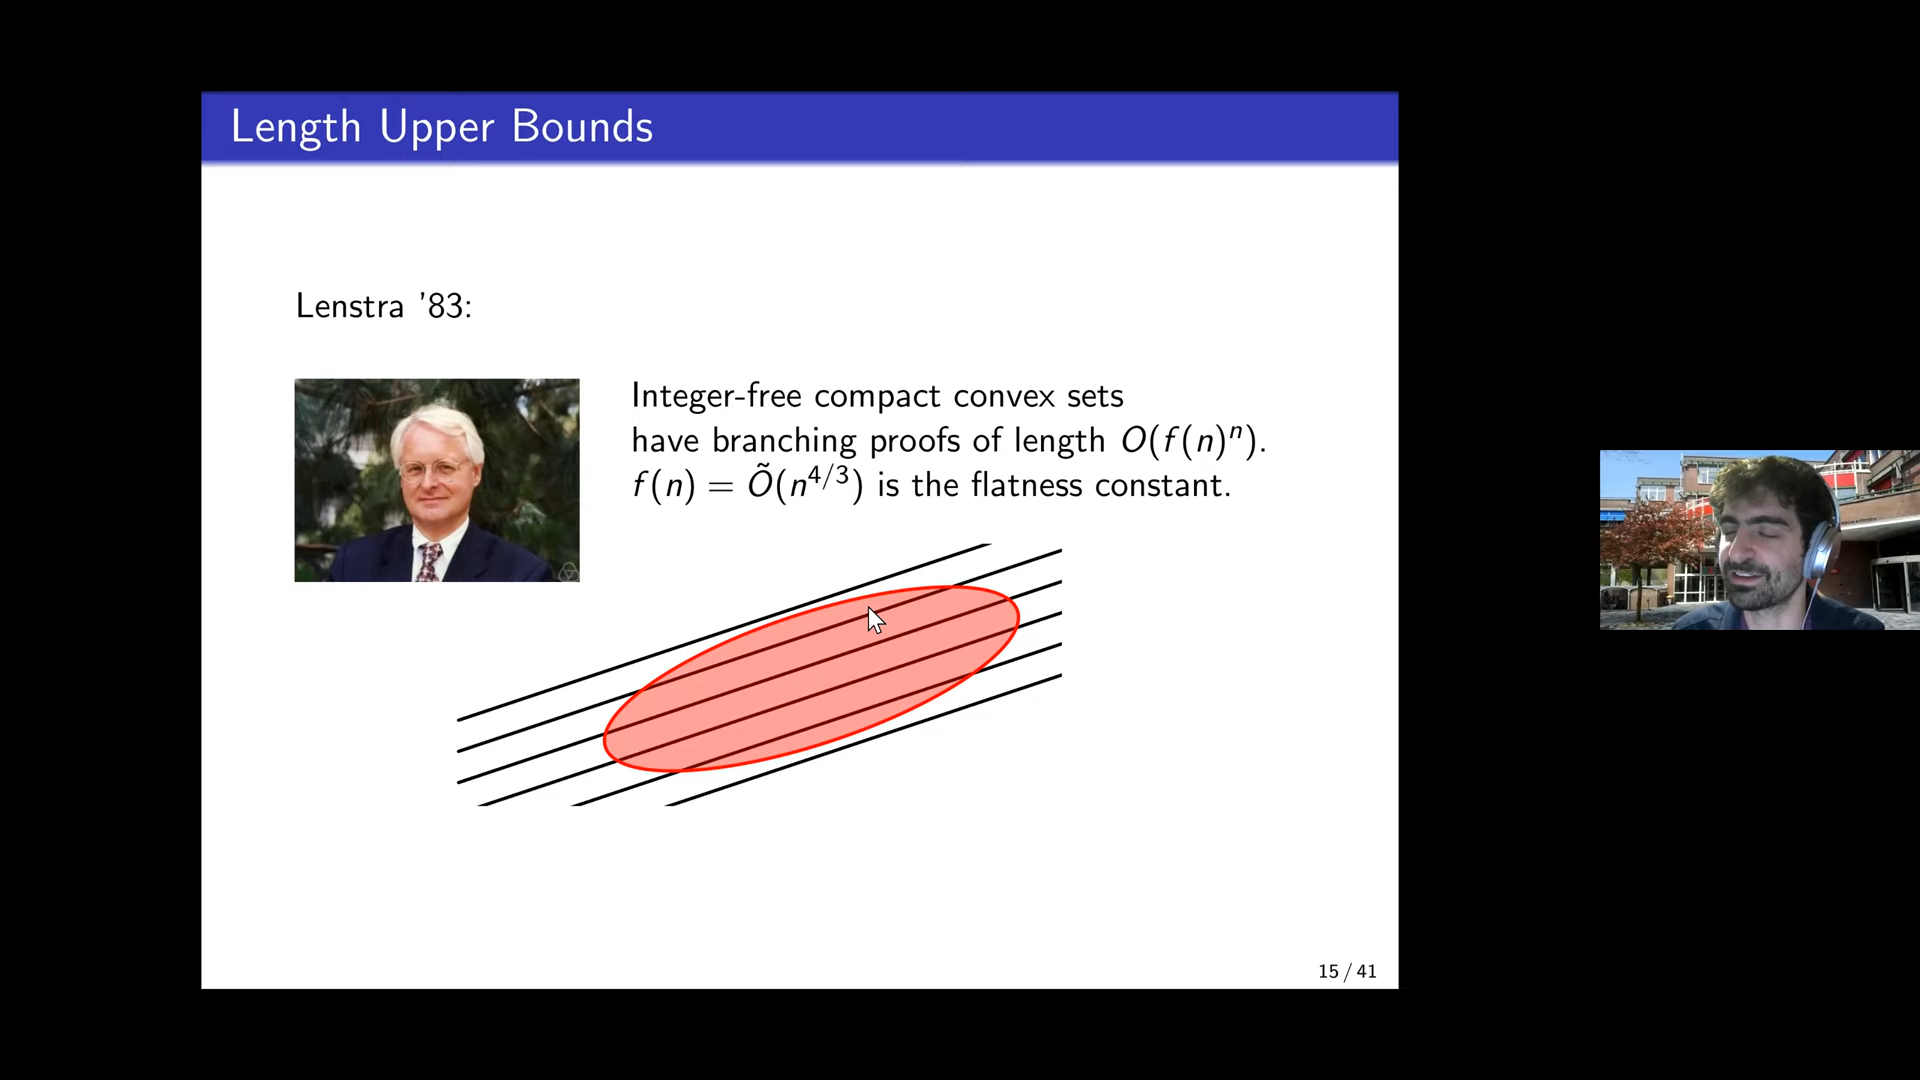 Length Upper Bounds
Lenstra '83:
Integer-free compact convex sets
have branching proofs of length O(f(n)ⁿ).
f(n) = Õ(n^{4/3}) is the flatness constant.
15 / 41